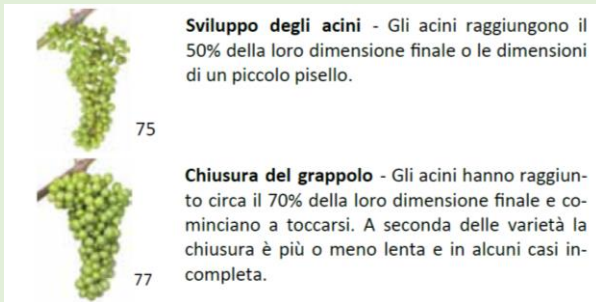 Sviluppo degli acini - Gli acini raggiungono il
50% della loro dimensione finale o le dimensioni
di un piccolo pisello.
75
Chiusura del grappolo - Gli acini hanno raggiun-
to circa il 70% della loro dimensione finale e co-
minciano a toccarsi. A seconda delle varietà la
chiusura è più o meno lenta e in alcuni casi in-
completa.
77